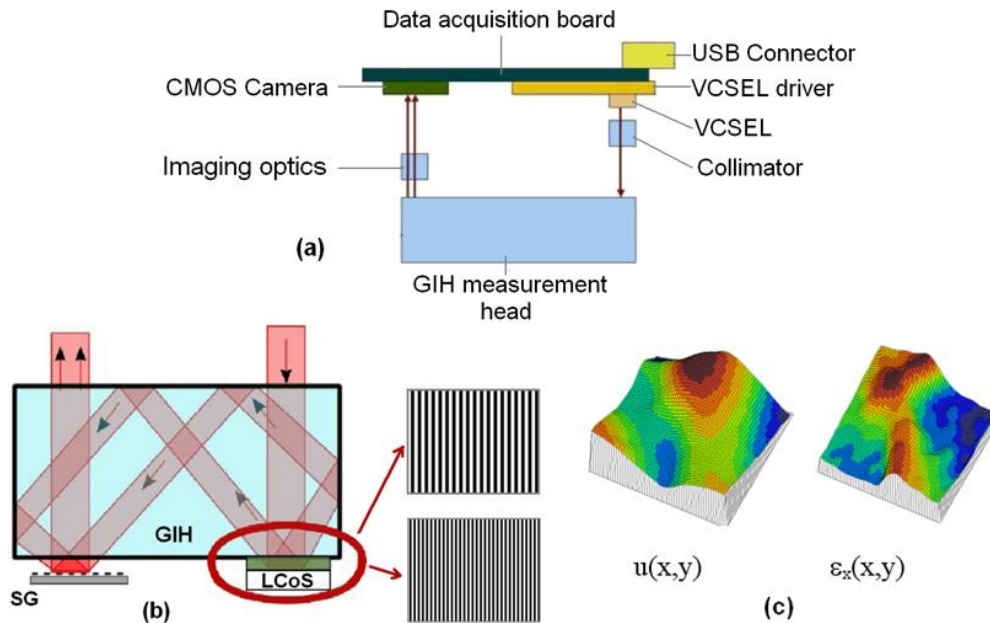 Data acquisition board
USB Connector
CMOS Camera
VCSEL driver
VCSEL
Imaging optics
Collimator
(a)
GIH measurement
head
GIH
LCoS
SG
(b)
u(x,y)
εx(x,y)
(c)